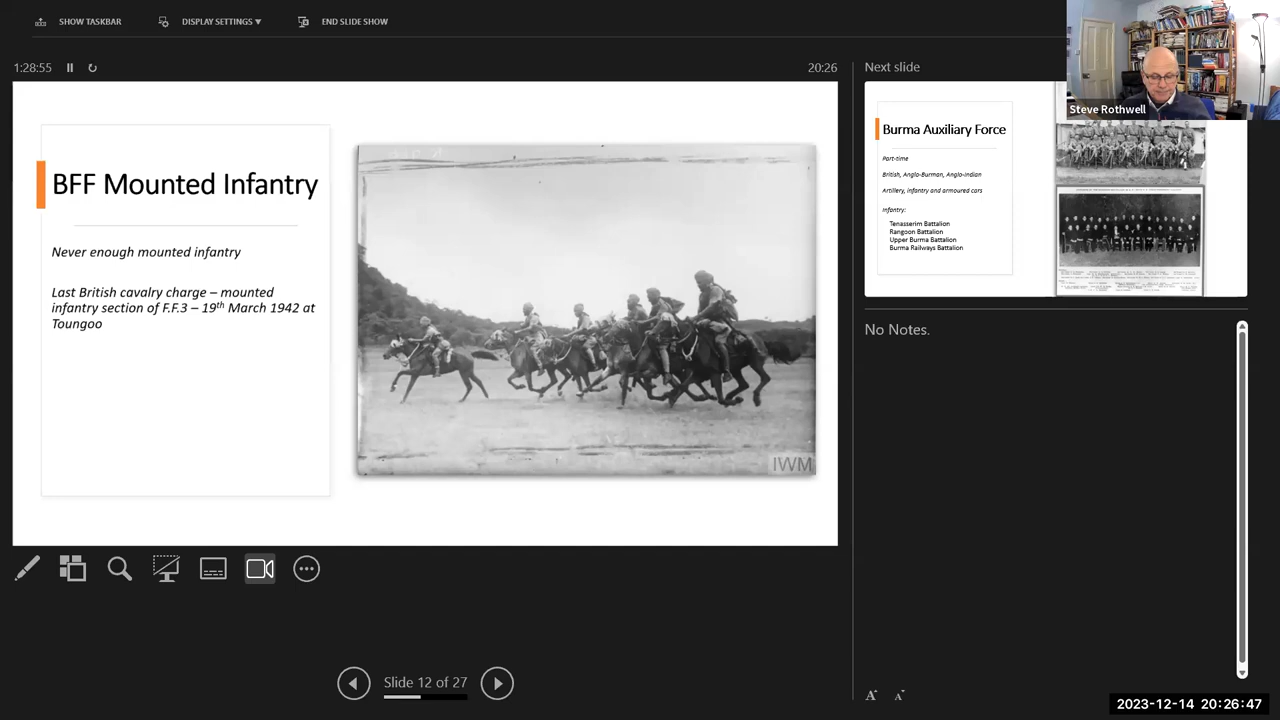 SHOW TASKBAR
DISPLAY SETTINGS ▼
END SLIDE SHOW
1:28:55
20:26
Next slide
BFF Mounted Infantry
Never enough mounted infantry
Last British cavalry charge – mounted
infantry section of F.F.3 – 19th March 1942 at
Toungoo
IWM
Steve Rothwell
Burma Auxiliary Force
Part-time
British, Anglo-Burman, Anglo-Indian
Artillery, infantry and armoured cars
Infantry:
Tenasserim Battalion
Rangoon Battalion
Upper Burma Battalion
Burma Railways Battalion
No Notes.
Slide 12 of 27
A A
2023-12-14 20:26:47